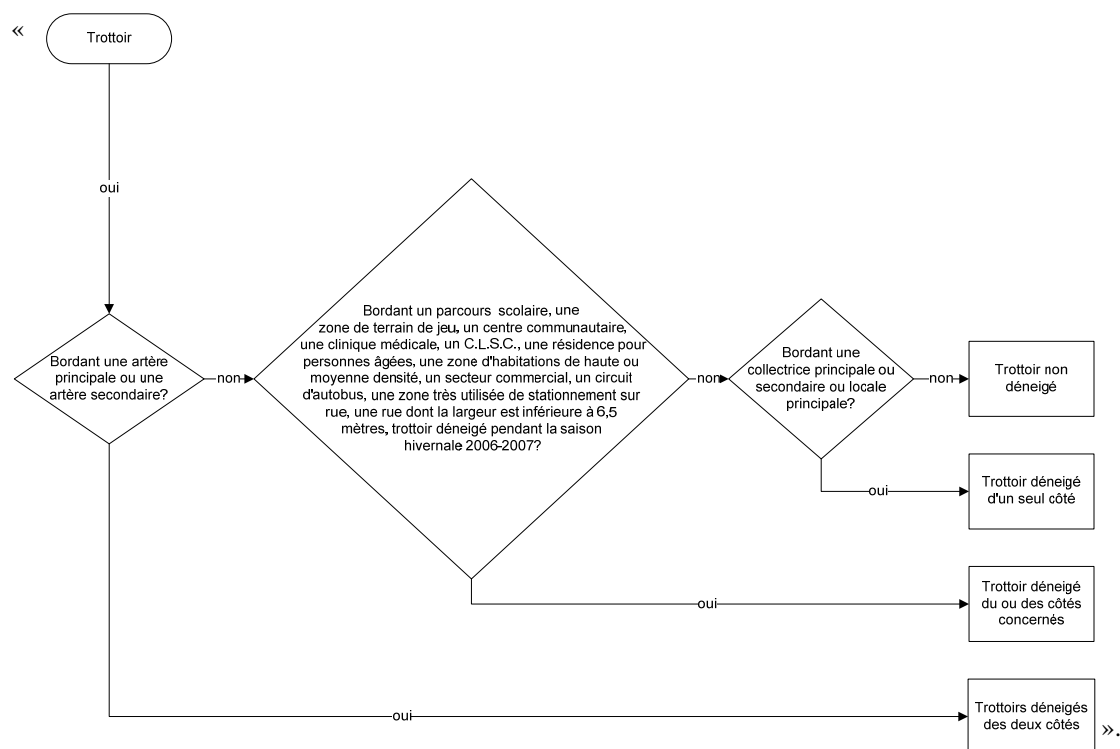 «
Trottoir
oui
Bordant une artère
principale ou une
artère secondaire?
non
Bordant un parcours scolaire, une
zone de terrain de jeu, un centre communautaire,
une clinique médicale, un C.L.S.C., une résidence pour
personnes âgées, une zone d'habitations de haute ou
moyenne densité, un secteur commercial, un circuit
d'autobus, une zone très utilisée de stationnement sur
rue, une rue dont la largeur est inférieure à 6,5
mètres, trottoir déneigé pendant la saison
hivernale 2006-2007?
non
Bordant une
collectrice principale ou
secondaire ou locale
principale?
non
Trottoir non
déneigé
oui
Trottoir déneigé
d'un seul côté
oui
Trottoir déneigé
du ou des côtés
concernés
oui
Trottoirs déneigés
des deux côtés
».